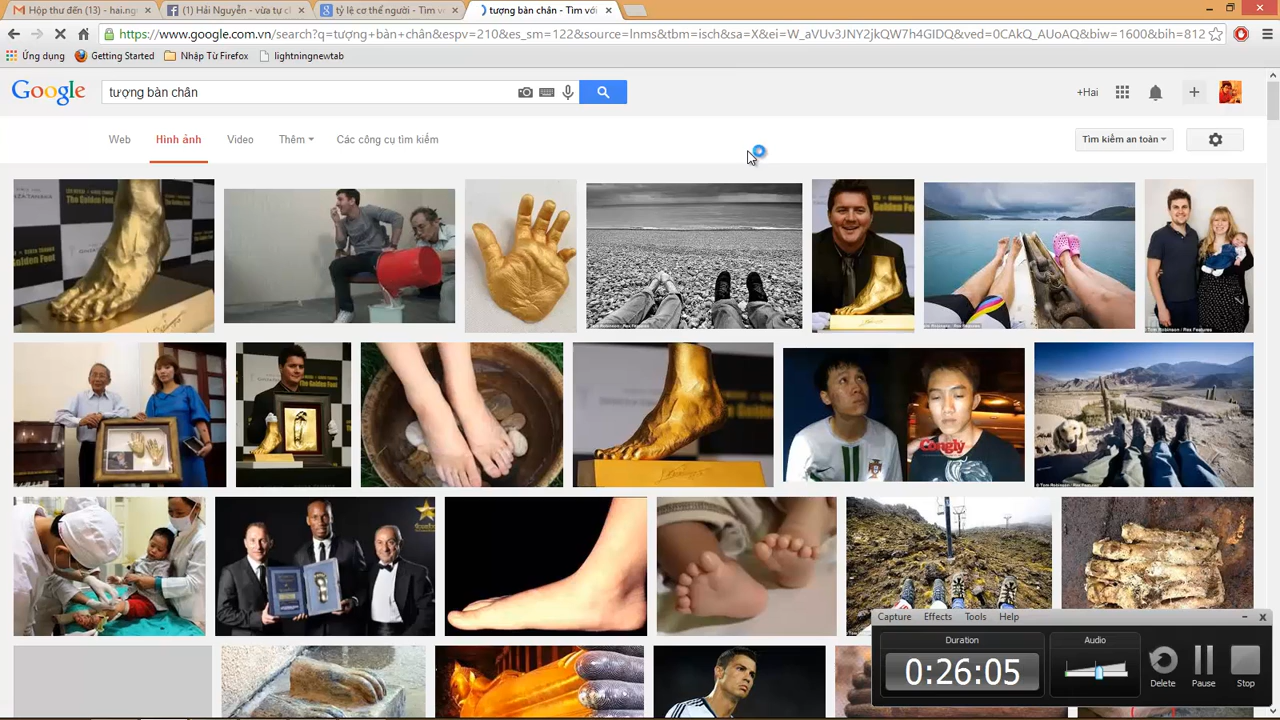 Hộp thư đến (13) - hai.ng
(1) Hải Nguyễn - vừa tự c
tỷ lệ cơ thể người - Tìm v
tượng bàn chân - Tìm với
https://www.google.com.vn/search?q=tượng+bàn+chân&espv=210&es_sm=122&source=lnms&tbm=isch&sa=X&ei=W_aVUv3JNY2jkQW7h4GIDQ&ved=0CAkQ_AUoAQ&biw=1600&bih=812
Ứng dụng
Getting Started
Nhập Từ Firefox
lightningnewtab
Google
tượng bàn chân
+Hai
Web
Hình ảnh
Video
Thêm
Các công cụ tìm kiếm
Tìm kiếm an toàn
The Golden Foot
Congly
Capture Effects Tools Help
Duration
Audio
0:26:05
Delete
Pause
Stop